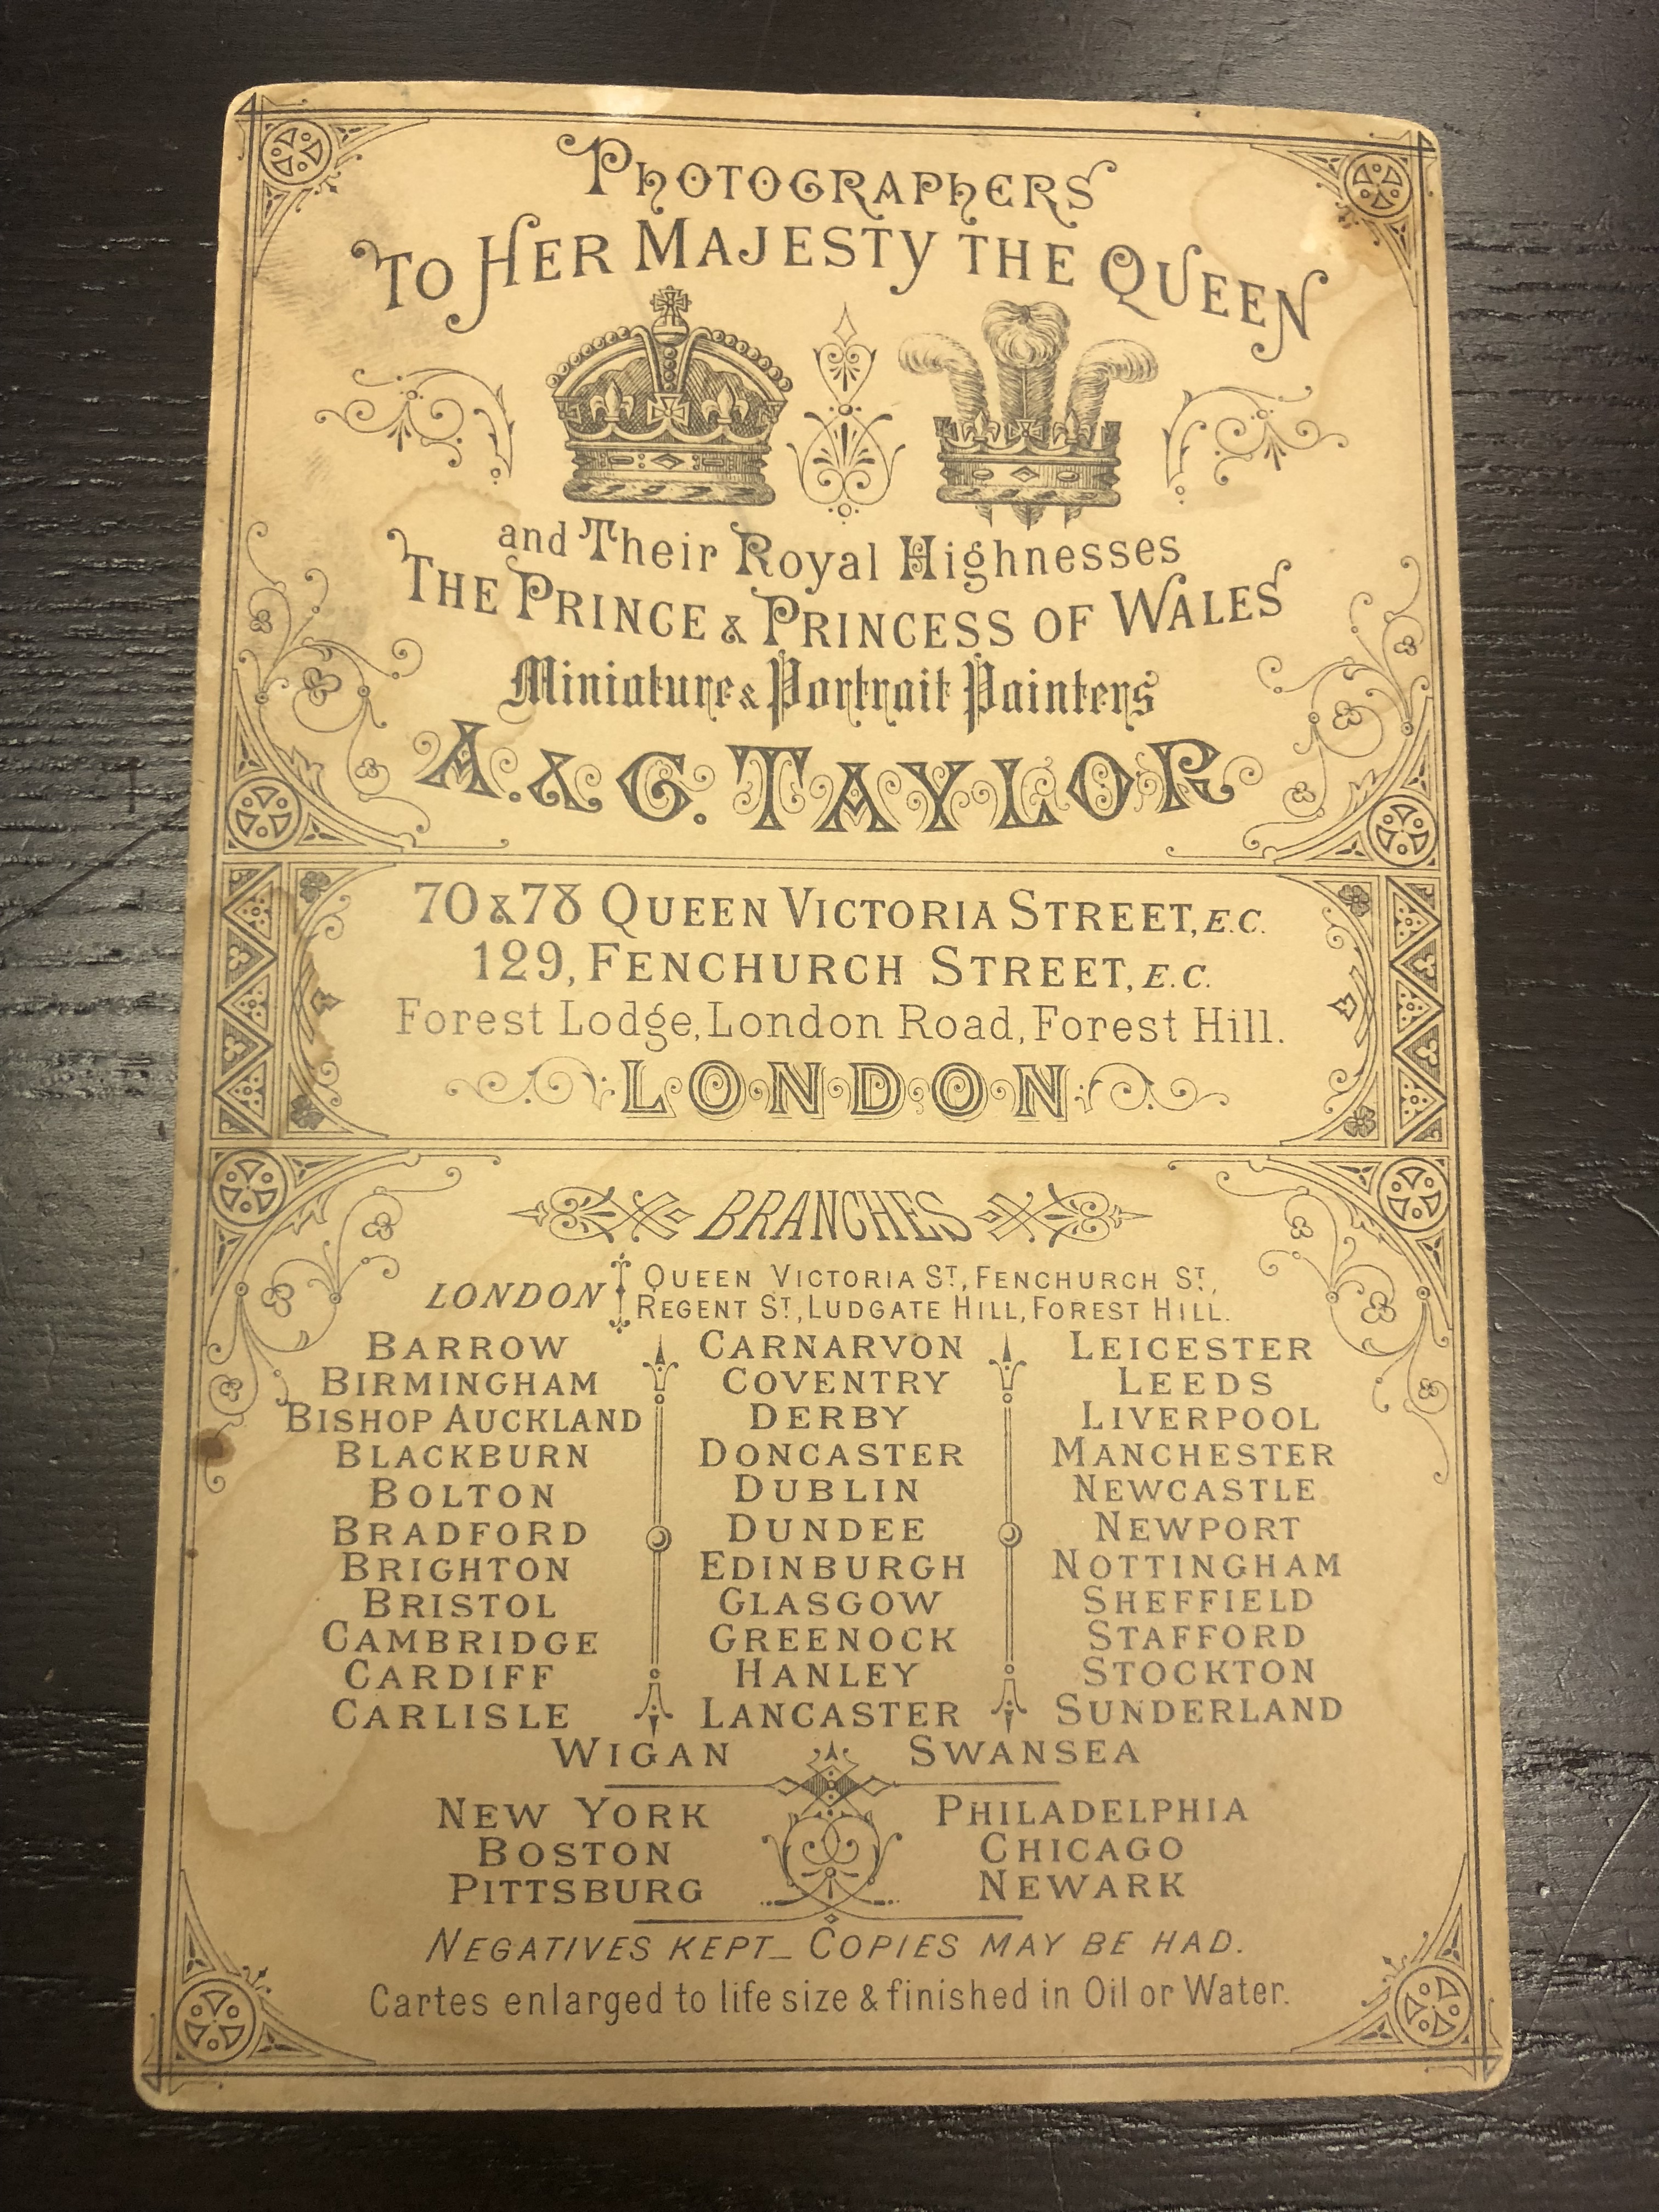 PHOTOGRAPHERS
TO HER MAJESTY THE QUEEN
and Their Royal Highnesses
THE PRINCE & PRINCESS OF WALES
Miniature & Portrait Painters
A. & G. TAYLOR
70 & 78 QUEEN VICTORIA STREET, E.C.
129, FENCHURCH STREET, E.C.
Forest Lodge, London Road, Forest Hill.
LONDON
BRANCHES
LONDON QUEEN VICTORIA ST, FENCHURCH ST,
REGENT ST, LUDGATE HILL, FOREST HILL.
BARROW
BIRMINGHAM
BISHOP AUCKLAND
BLACKBURN
BOLTON
BRADFORD
BRIGHTON
BRISTOL
CAMBRIDGE
CARDIFF
CARLISLE
CARNARVON
COVENTRY
DERBY
DONCASTER
DUBLIN
DUNDEE
EDINBURGH
GLASGOW
GREENOCK
HANLEY
LANCASTER
LEICESTER
LEEDS
LIVERPOOL
MANCHESTER
NEWCASTLE
NEWPORT
NOTTINGHAM
SHEFFIELD
STAFFORD
STOCKTON
SUNDERLAND
WIGAN SWANSEA
NEW YORK
BOSTON
PITTSBURG
PHILADELPHIA
CHICAGO
NEWARK
NEGATIVES KEPT_ COPIES MAY BE HAD.
Cartes enlarged to life size & finished in Oil or Water.